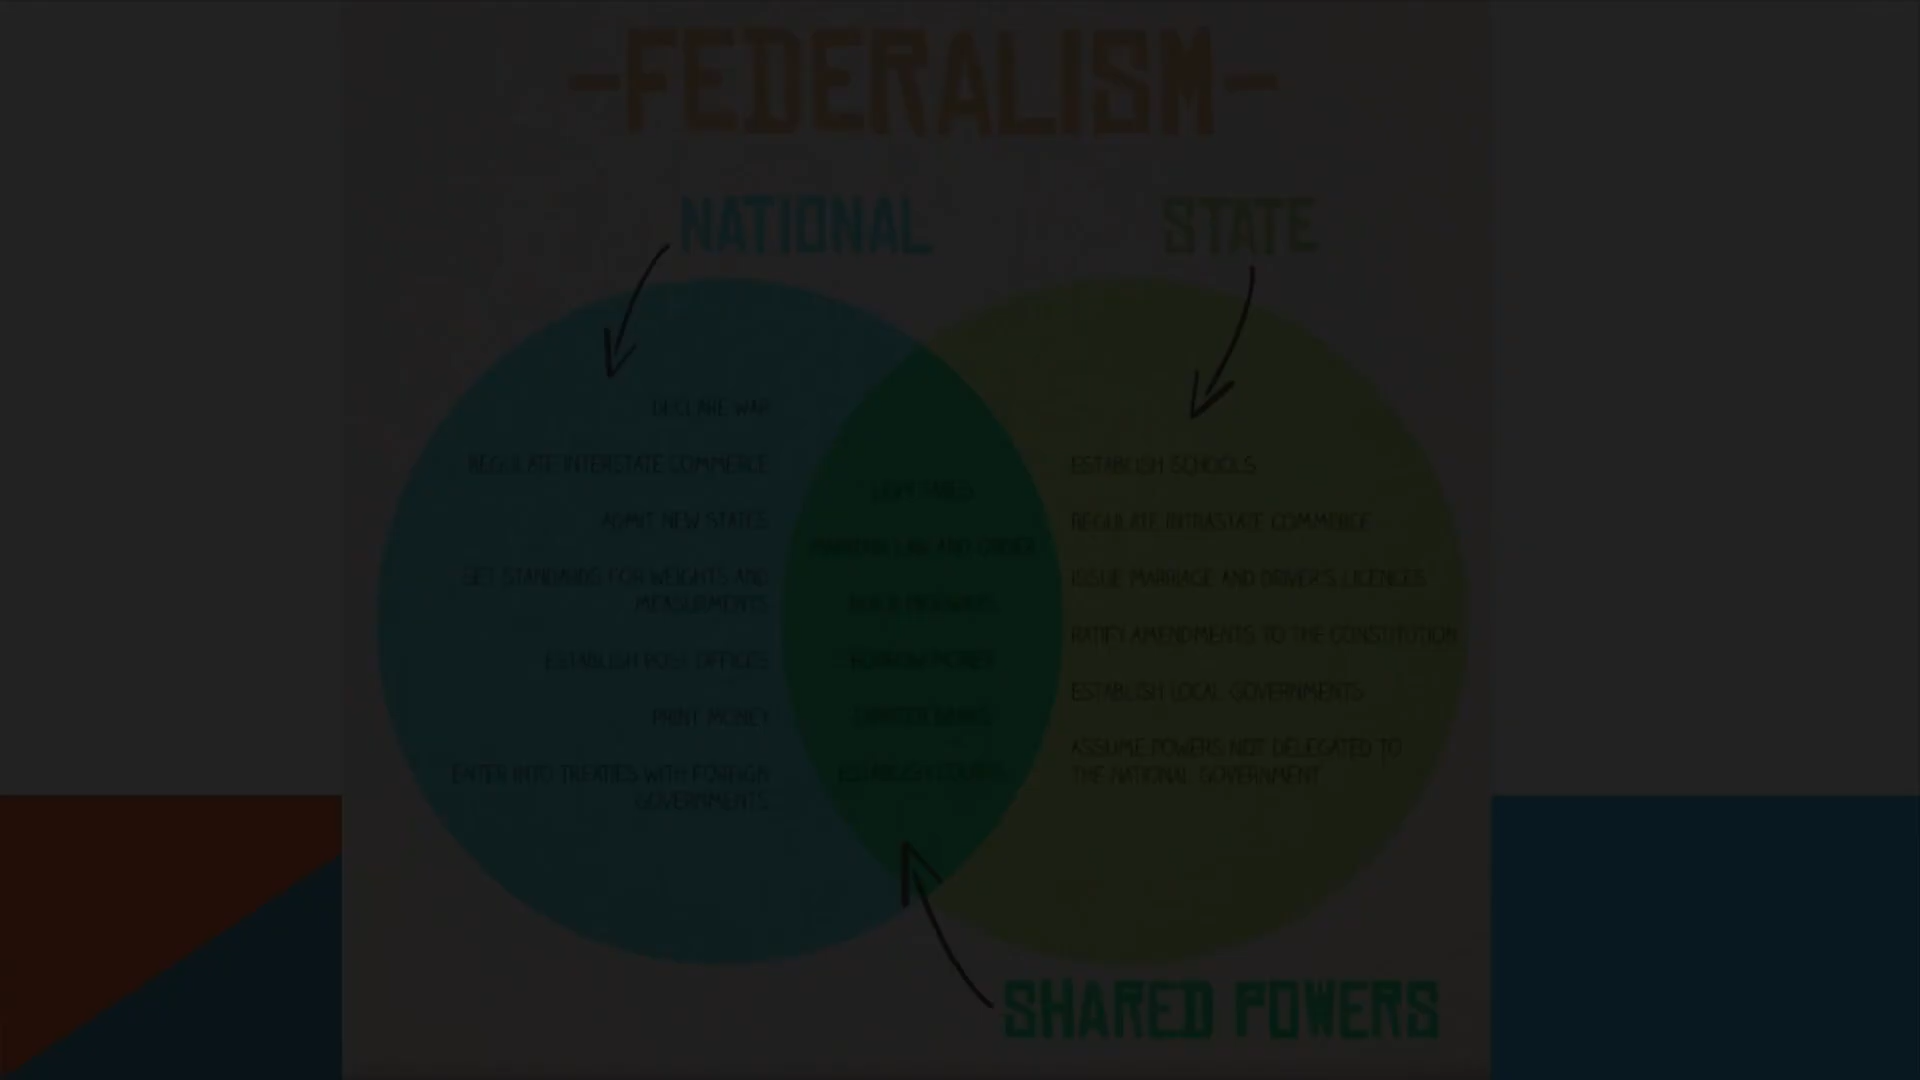 -FEDERALISM-
NATIONAL
STATE
DECLARE WAR
REGULATE INTERSTATE COMMERCE
ADMIT NEW STATES
SET STANDARDS FOR WEIGHTS AND
MEASURMENTS
ESTABLISH POST OFFICES
PRINT MONEY
ENTER INTO TREATIES WITH FOREIGN
GOVERNMENTS
LEVY TAXES
MAINTAIN LAW AND ORDER
BORROW MONEY
CHARTER BANKS
ESTABLISH COURTS
ESTABLISH SCHOOLS
REGULATE INTRASTATE COMMERCE
ISSUE MARRIAGE AND DRIVER'S LICENCES
RATIFY AMENDMENTS TO THE CONSTITUTION
ESTABLISH LOCAL GOVERNMENTS
ASSUME POWERS NOT DELEGATED TO
THE NATIONAL GOVERNMENT
SHARED POWERS